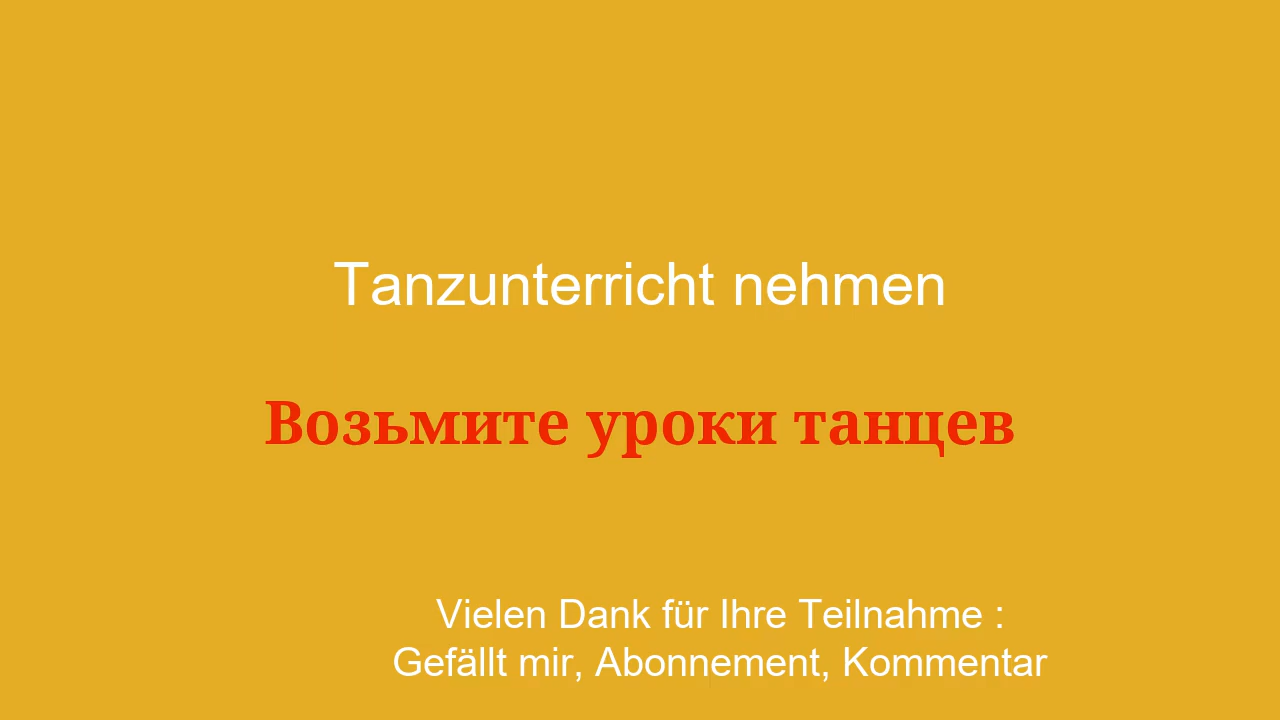 Tanzunterricht nehmen
Возьмите уроки танцев
Vielen Dank für Ihre Teilnahme :
Gefällt mir, Abonnement, Kommentar